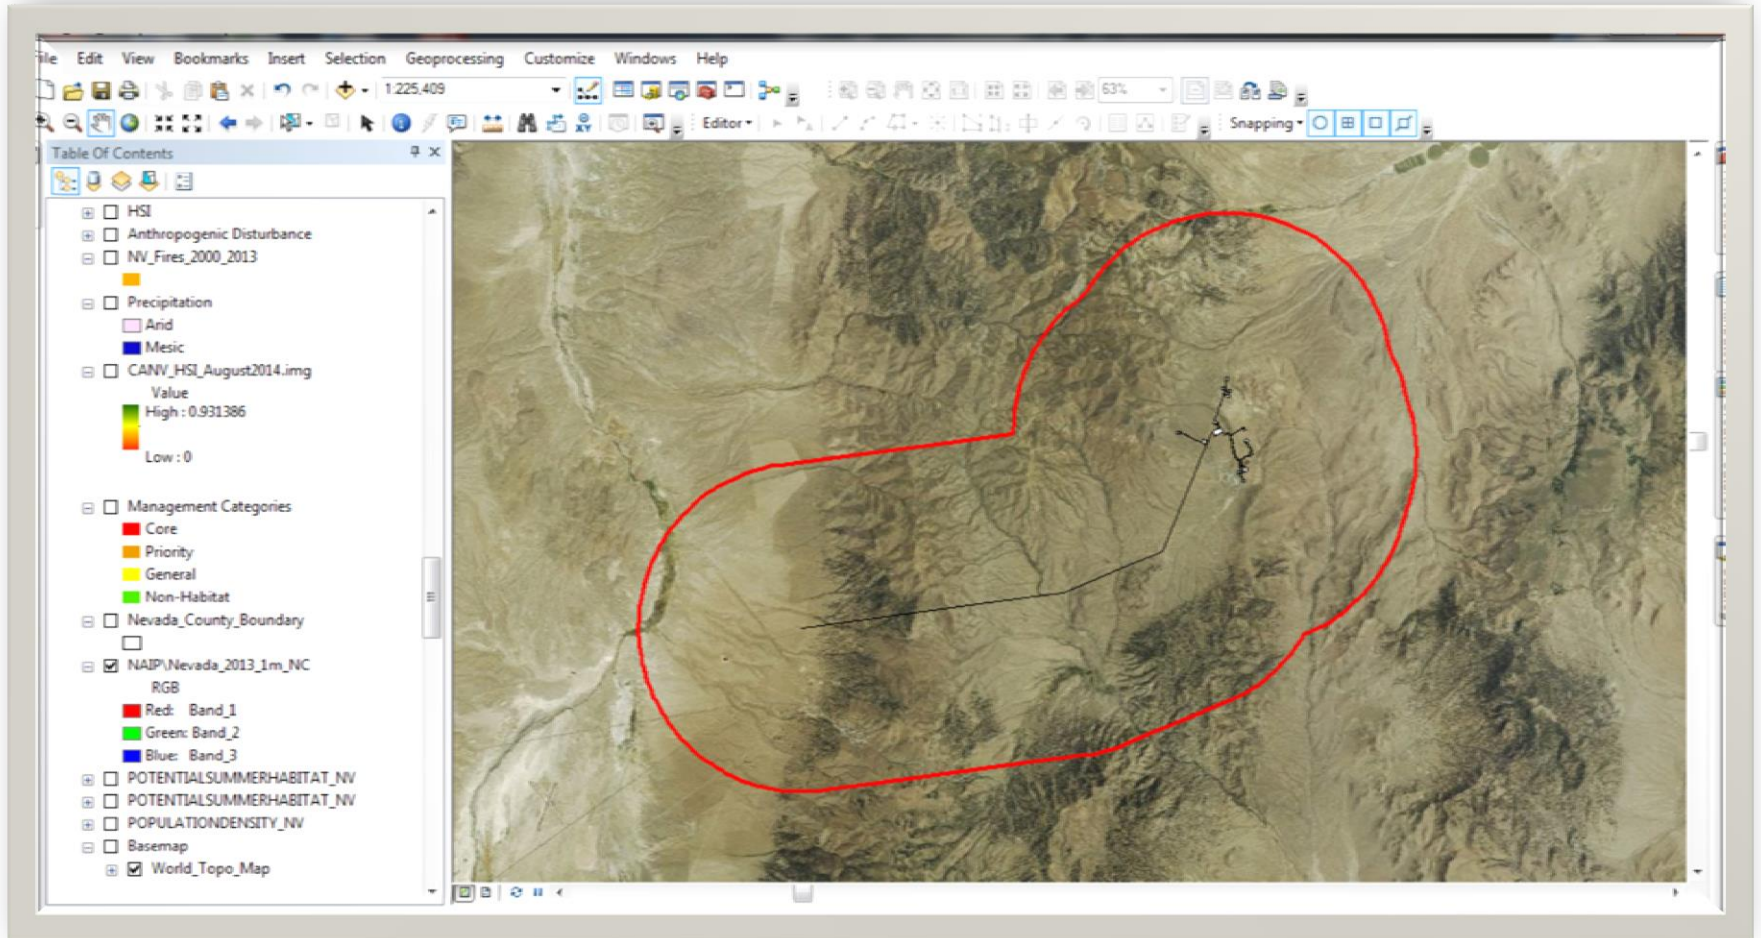 ile Edit View Bookmarks Insert Selection Geoprocessing Customize Windows Help
1:225,409 63%
Editor Snapping
Table Of Contents
HSI
Anthropogenic Disturbance
NV_Fires_2000_2013
Precipitation
Arid
Mesic
CANV_HSI_August2014.img
Value
High : 0.931386
Low : 0
Management Categories
Core
Priority
General
Non-Habitat
Nevada_County_Boundary
NAIP\Nevada_2013_1m_NC
RGB
Red: Band_1
Green: Band_2
Blue: Band_3
POTENTIALSUMMERHABITAT_NV
POTENTIALSUMMERHABITAT_NV
POPULATIONDENSITY_NV
Basemap
World_Topo_Map